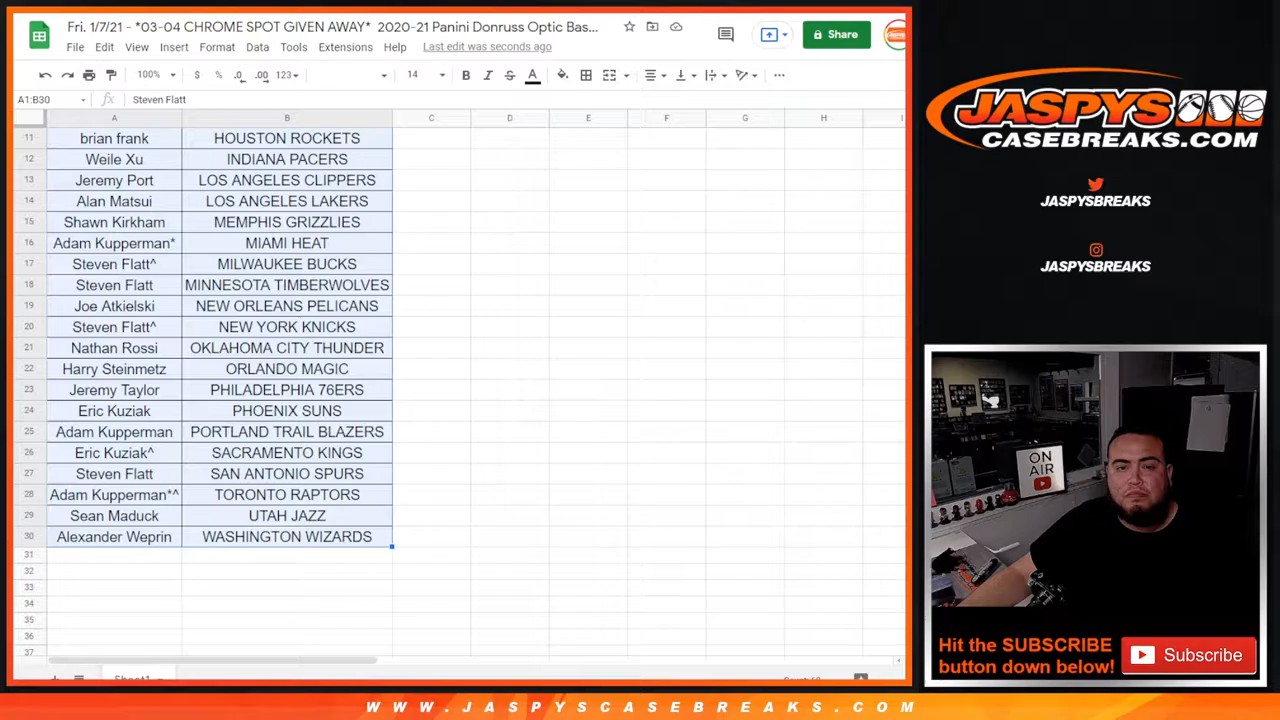 Fri. 1/7/21 - *03-04 CHROME SPOT GIVEN AWAY* 2020-21 Panini Donruss Optic Bas...
File Edit View Insert Format Data Tools Extensions Help Last edit was seconds ago
Share
100% $ % .0 .00 123 14 B I S A
A1:B30 fx Steven Flatt
A B C D E F G H I
11 brian frank HOUSTON ROCKETS
12 Weile Xu INDIANA PACERS
13 Jeremy Port LOS ANGELES CLIPPERS
14 Alan Matsui LOS ANGELES LAKERS
15 Shawn Kirkham MEMPHIS GRIZZLIES
16 Adam Kupperman* MIAMI HEAT
17 Steven Flatt^ MILWAUKEE BUCKS
18 Steven Flatt MINNESOTA TIMBERWOLVES
19 Joe Atkielski NEW ORLEANS PELICANS
20 Steven Flatt^ NEW YORK KNICKS
21 Nathan Rossi OKLAHOMA CITY THUNDER
22 Harry Steinmetz ORLANDO MAGIC
23 Jeremy Taylor PHILADELPHIA 76ERS
24 Eric Kuziak PHOENIX SUNS
25 Adam Kupperman PORTLAND TRAIL BLAZERS
26 Eric Kuziak^ SACRAMENTO KINGS
27 Steven Flatt SAN ANTONIO SPURS
28 Adam Kupperman*^ TORONTO RAPTORS
29 Sean Maduck UTAH JAZZ
30 Alexander Weprin WASHINGTON WIZARDS
31
32
33
34
35
36
37
Sheet1
JASPYS
CASEBREAKS.COM
JASPYSBREAKS
JASPYSBREAKS
ON
AIR
Hit the SUBSCRIBE
button down below!
Subscribe
WWW.JASPYSCASEBREAKS.COM